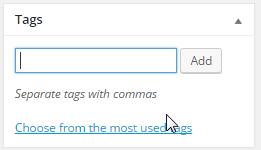 Tags
Add
Separate tags with commas
Choose from the most used tags